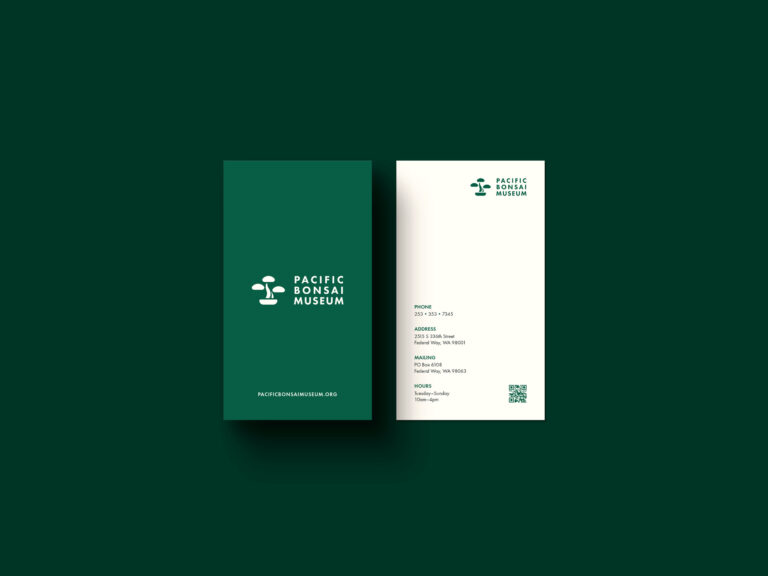 PACIFIC
BONSAI
MUSEUM
PACIFICBONSAIMUSEUM.ORG
PACIFIC
BONSAI
MUSEUM
PHONE
253 • 353 • 7345
ADDRESS
2515 S 336th Street
Federal Way, WA 98001
MAILING
PO Box 6108
Federal Way, WA 98063
HOURS
Tuesday–Sunday
10am–4pm